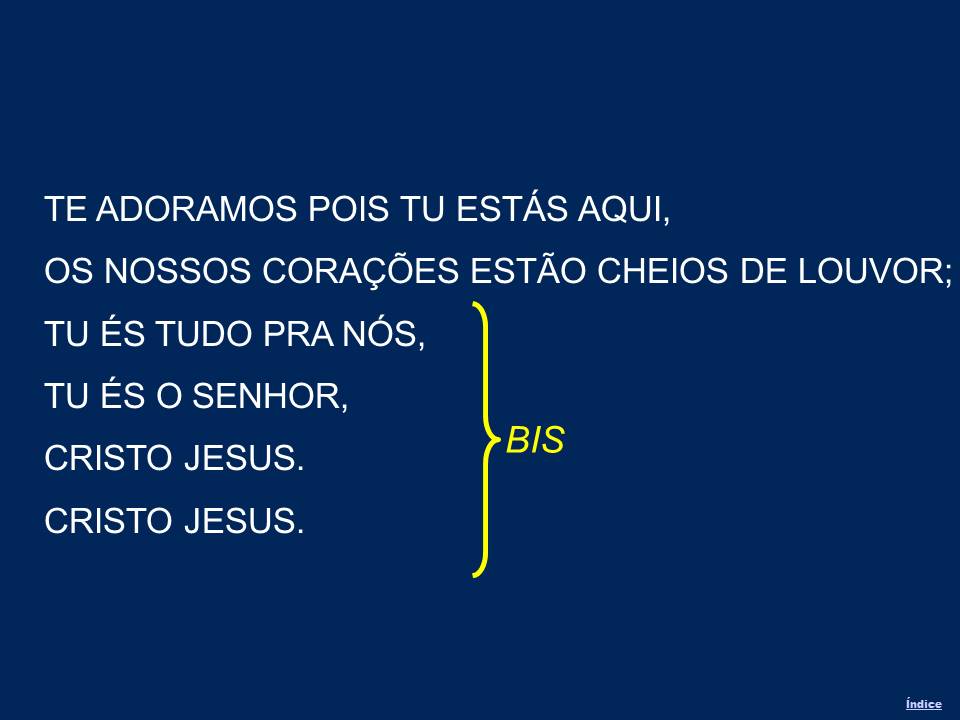 TE ADORAMOS POIS TU ESTÁS AQUI,
OS NOSSOS CORAÇÕES ESTÃO CHEIOS DE LOUVOR;
TU ÉS TUDO PRA NÓS,
TU ÉS O SENHOR,
CRISTO JESUS.
CRISTO JESUS.
BIS
Índice